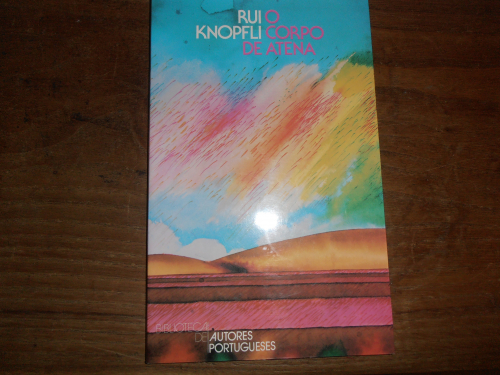 RUI O
KNOPFLI CORPO
DE ATENA
BIBLIOTECA
DE AUTORES
PORTUGUESES